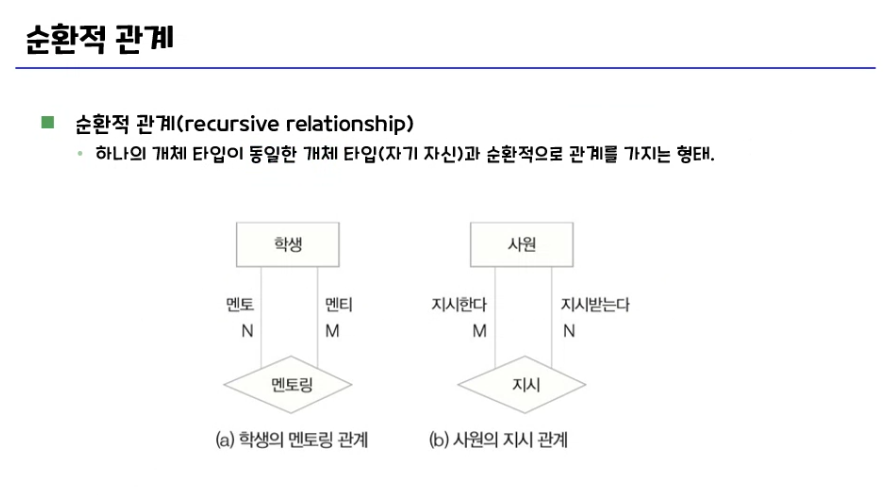 순환적 관계
순환적 관계(recursive relationship)
하나의 개체 타입이 동일한 개체 타입(자기 자신)과 순환적으로 관계를 가지는 형태.
학생
멘토 멘티
N M
멘토링
(a) 학생의 멘토링 관계
사원
지시한다 지시받는다
M N
지시
(b) 사원의 지시 관계